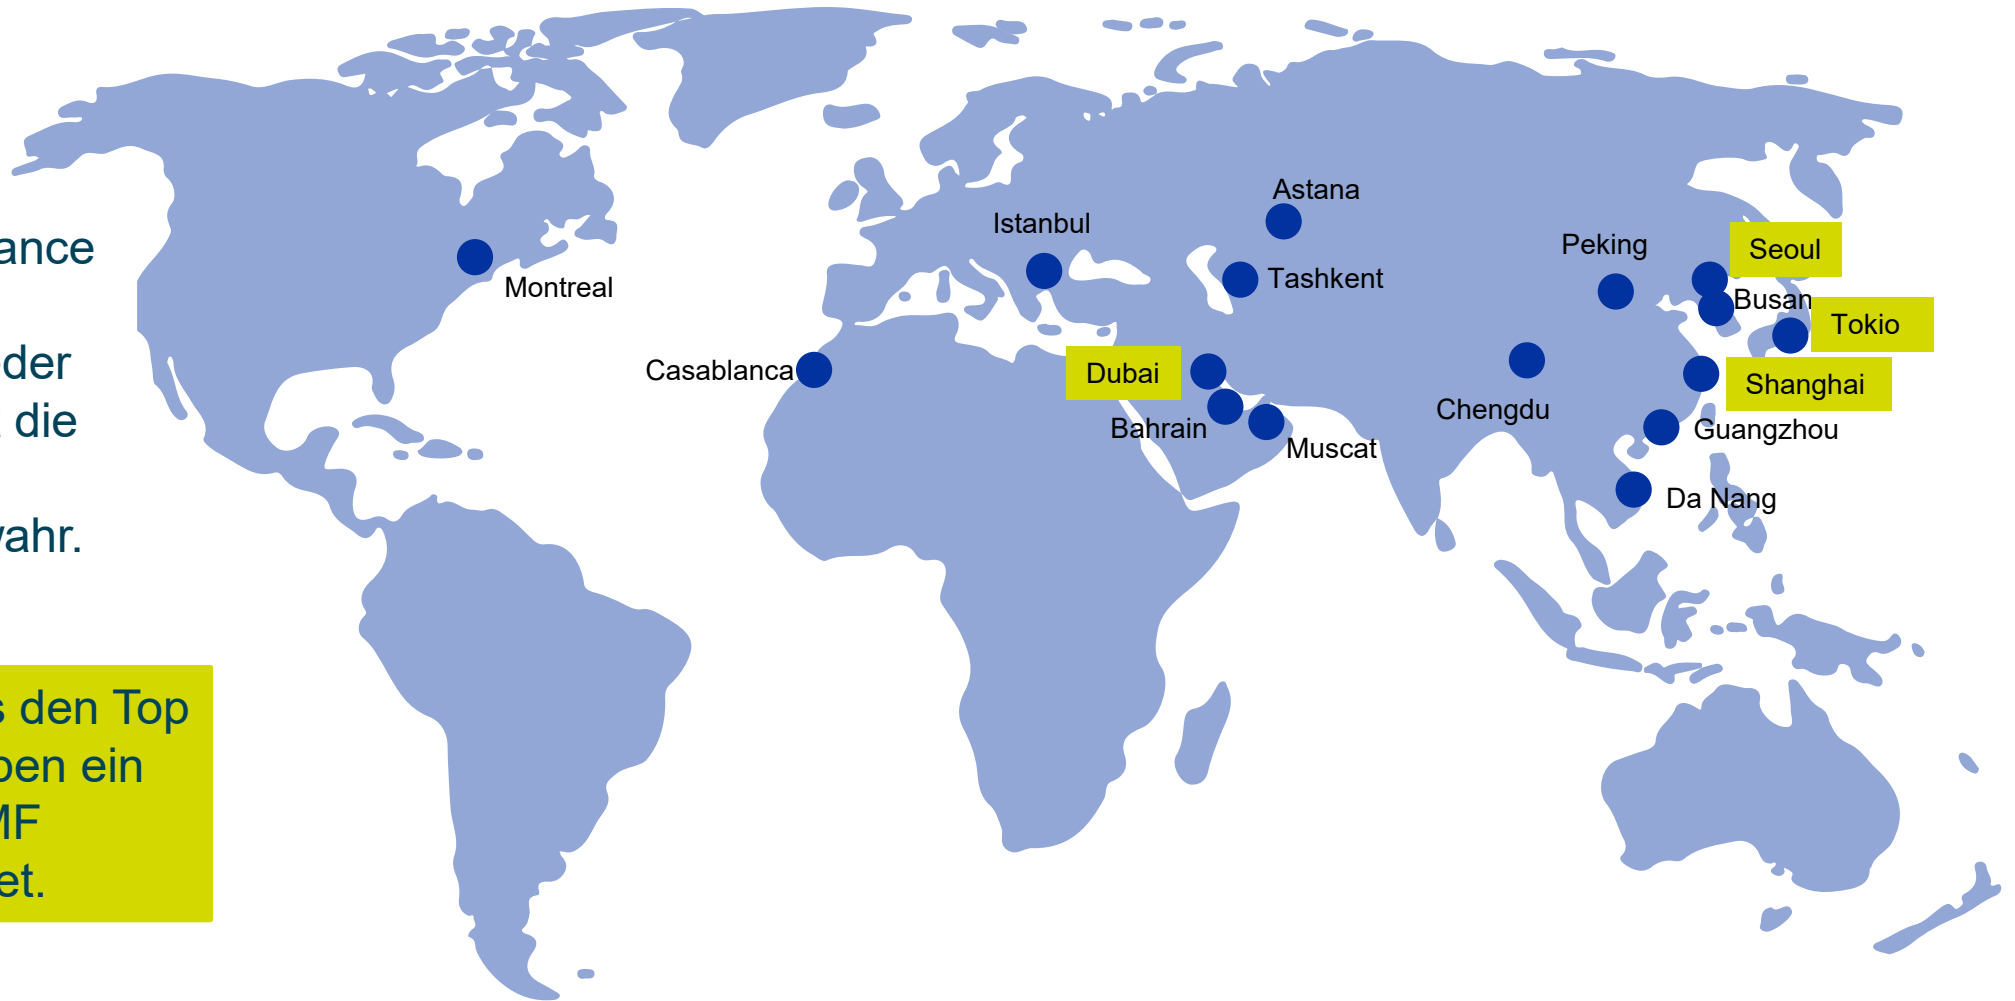 ance
der
die
wahr.
s den Top
ben ein
MF
et.
Montreal
Casablanca
Istanbul
Astana
Tashkent
Dubai
Bahrain
Muscat
Peking
Chengdu
Seoul
Busan
Tokio
Shanghai
Guangzhou
Da Nang